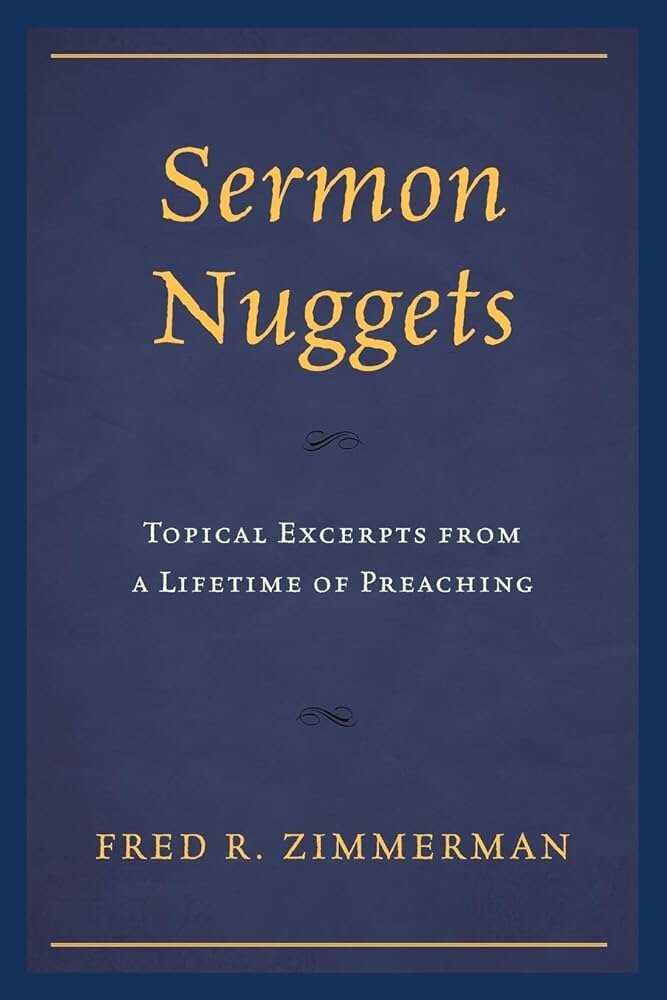 Sermon
Nuggets
Topical Excerpts from
a Lifetime of Preaching
Fred R. Zimmerman